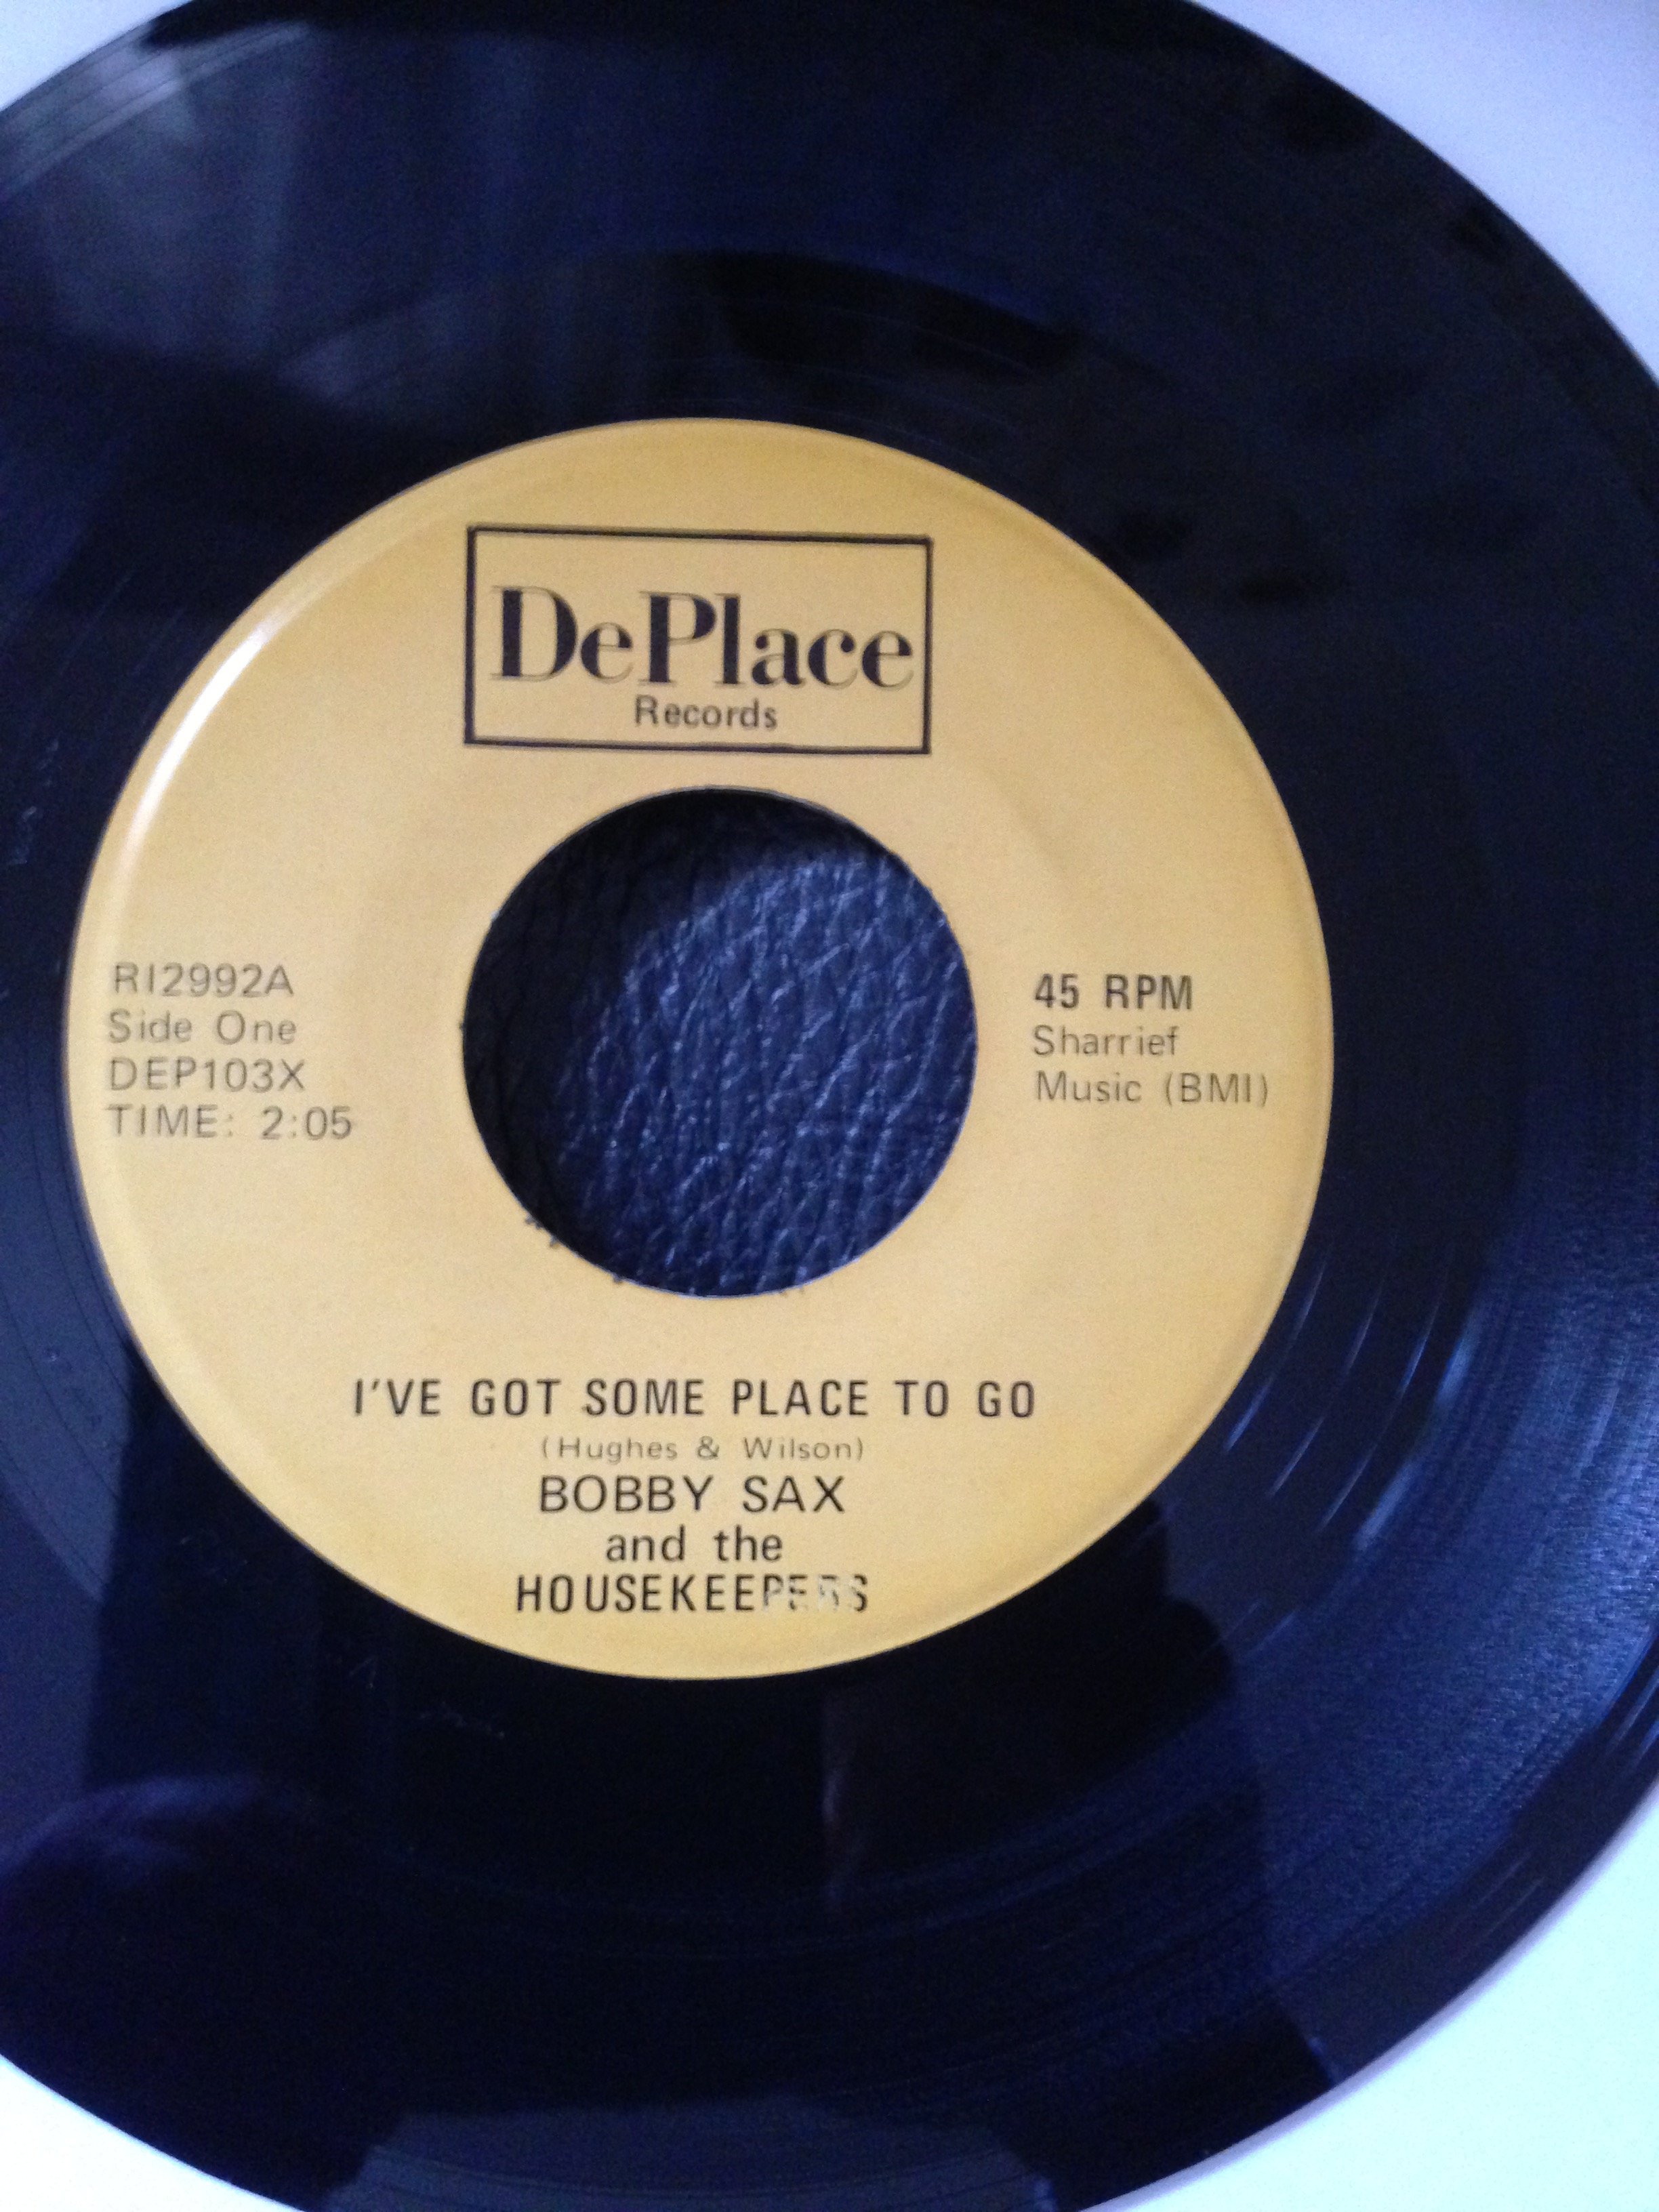 DePlace
Records
RI2992A
Side One
DEP103X
TIME: 2:05
45 RPM
Sharrief
Music (BMI)
I'VE GOT SOME PLACE TO GO
(Hughes & Wilson)
BOBBY SAX
and the
HOUSEKEEPERS